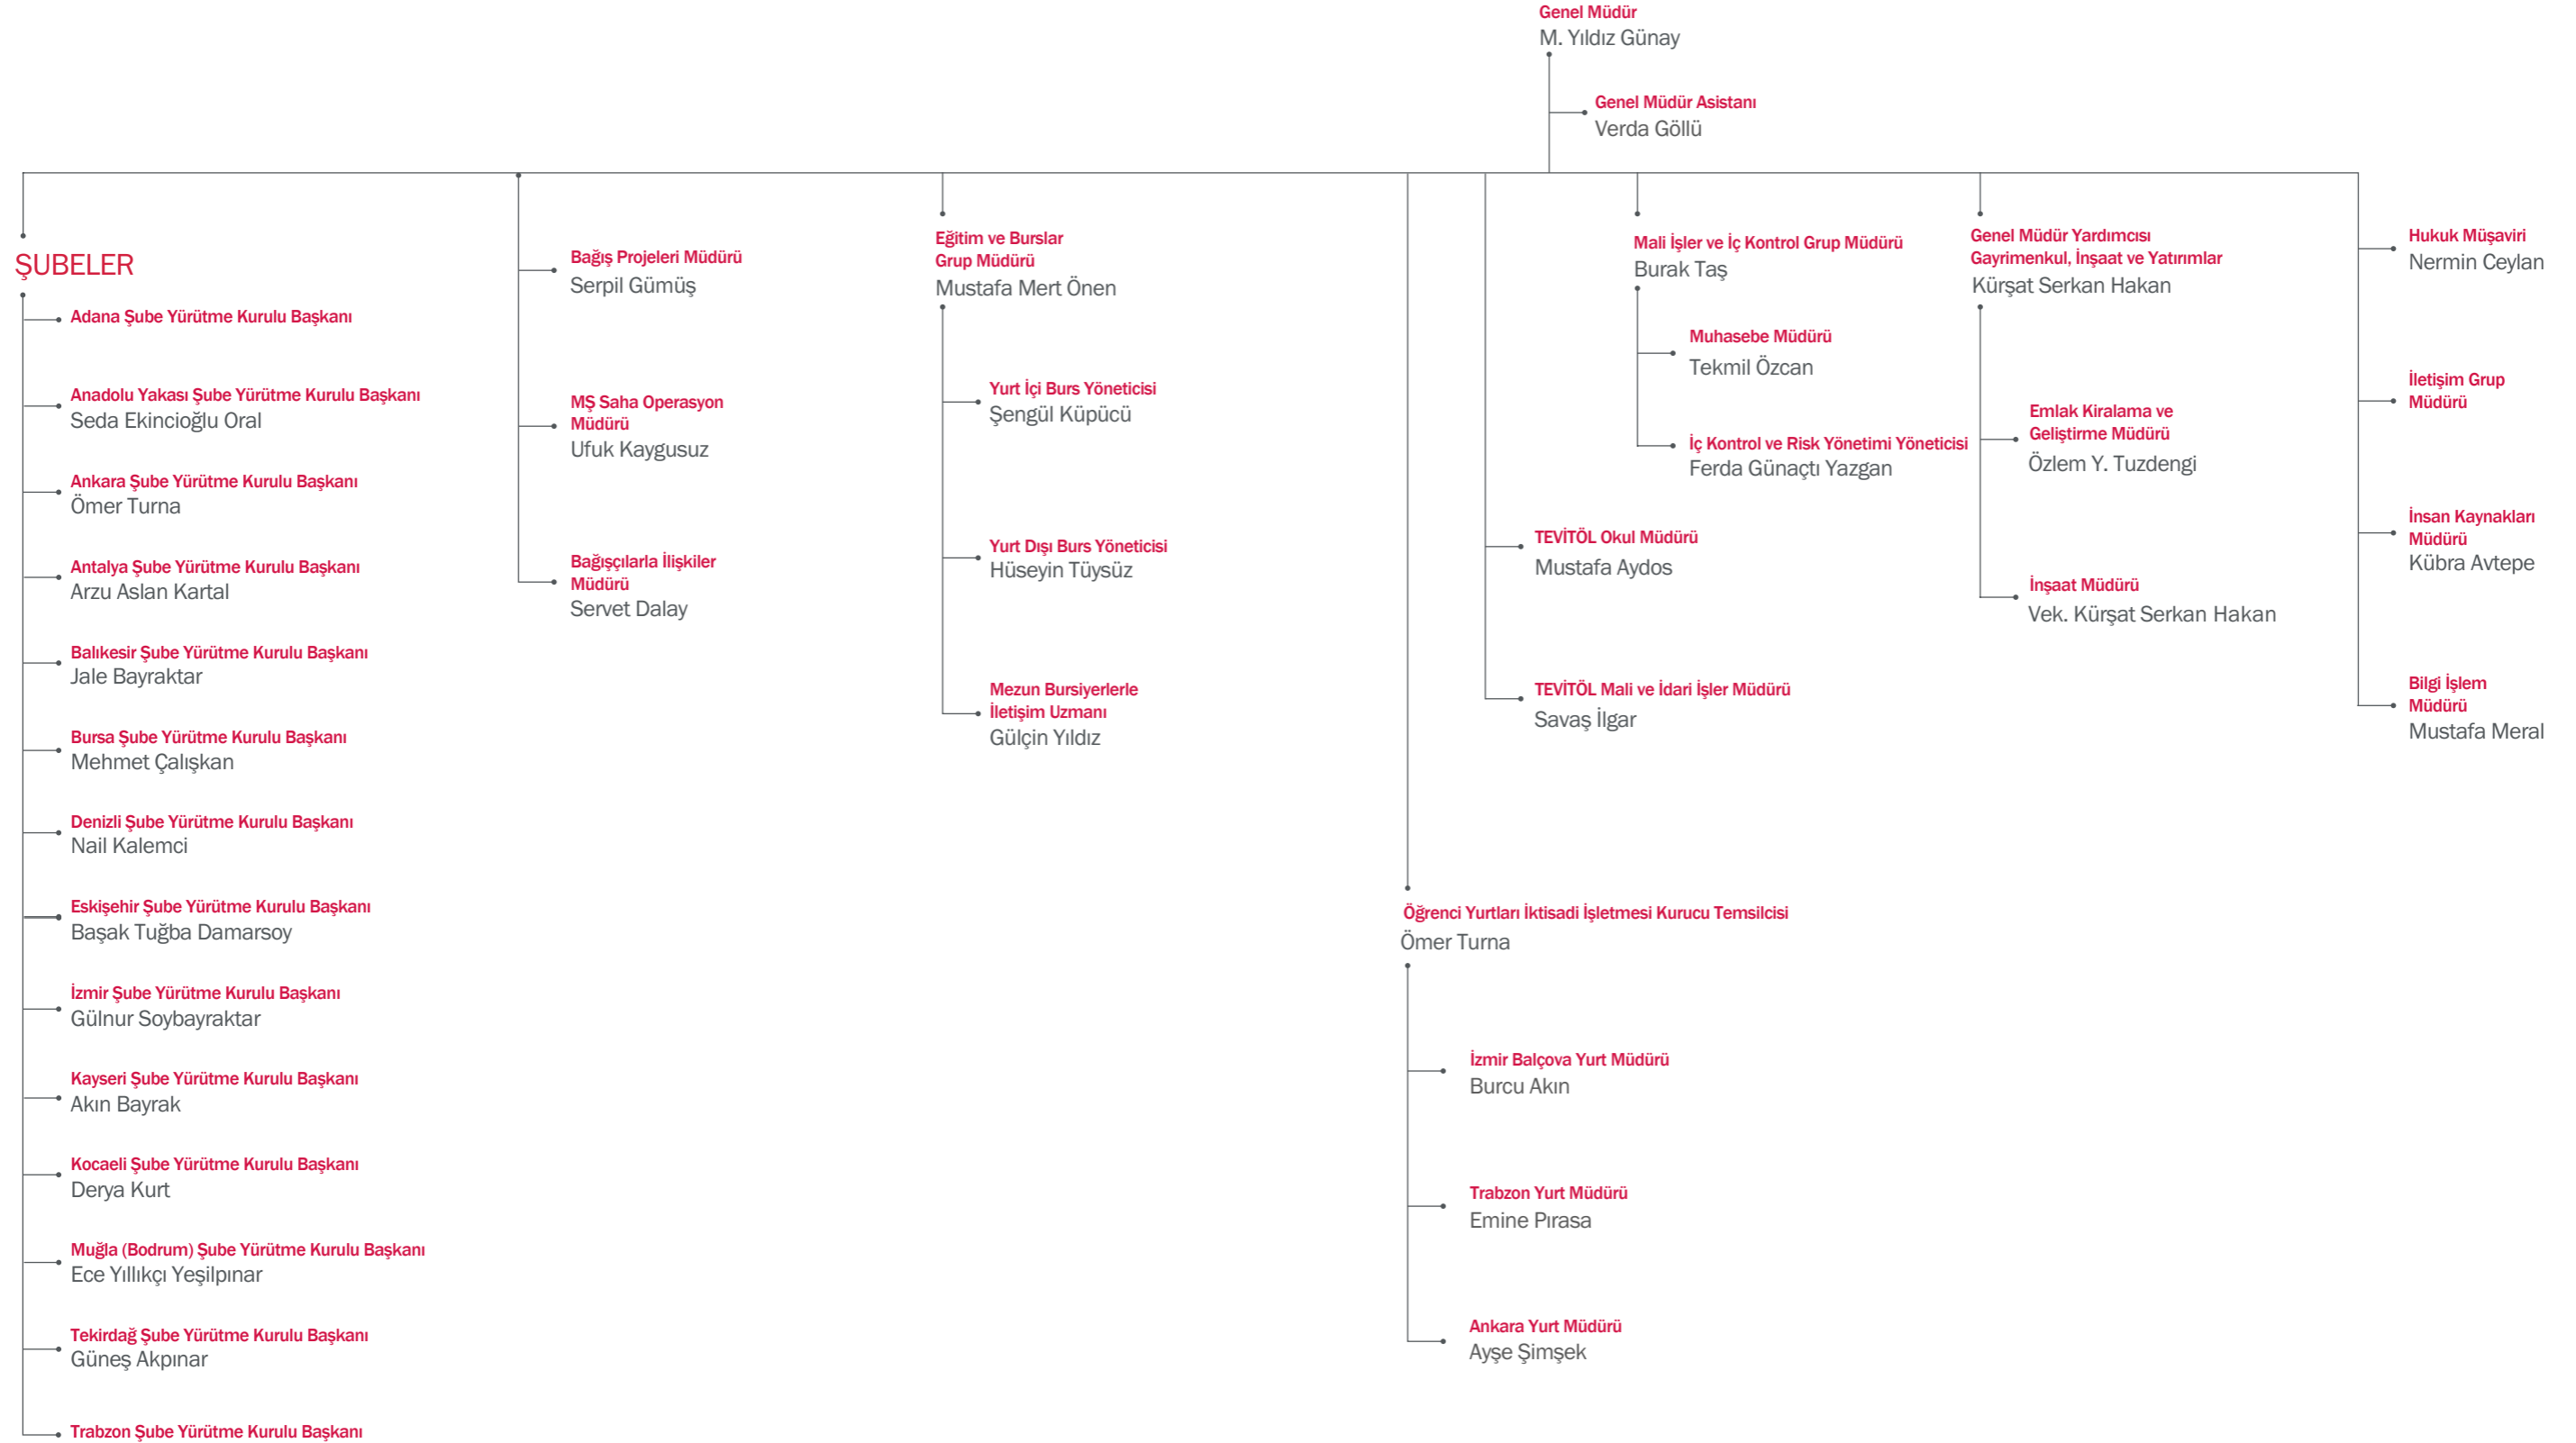 Genel Müdür
M. Yıldız Günay
Genel Müdür Asistanı
Verda Göllü
ŞUBELER
Adana Şube Yürütme Kurulu Başkanı
Anadolu Yakası Şube Yürütme Kurulu Başkanı
Seda Ekincioğlu Oral
Ankara Şube Yürütme Kurulu Başkanı
Ömer Turna
Antalya Şube Yürütme Kurulu Başkanı
Arzu Aslan Kartal
Balıkesir Şube Yürütme Kurulu Başkanı
Jale Bayraktar
Bursa Şube Yürütme Kurulu Başkanı
Mehmet Çalışkan
Denizli Şube Yürütme Kurulu Başkanı
Nail Kalemci
Eskişehir Şube Yürütme Kurulu Başkanı
Başak Tuğba Damarsoy
İzmir Şube Yürütme Kurulu Başkanı
Gülnur Soybayraktar
Kayseri Şube Yürütme Kurulu Başkanı
Akın Bayrak
Kocaeli Şube Yürütme Kurulu Başkanı
Derya Kurt
Muğla (Bodrum) Şube Yürütme Kurulu Başkanı
Ece Yıllıkçı Yeşilpınar
Tekirdağ Şube Yürütme Kurulu Başkanı
Güneş Akpınar
Trabzon Şube Yürütme Kurulu Başkanı
Bağış Projeleri Müdürü
Serpil Gümüş
MŞ Saha Operasyon
Müdürü
Ufuk Kaygusuz
Bağışçılarla İlişkiler
Müdürü
Servet Dalay
Eğitim ve Burslar
Grup Müdürü
Mustafa Mert Önen
Yurt İçi Burs Yöneticisi
Şengül Küpücü
Yurt Dışı Burs Yöneticisi
Hüseyin Tüysüz
Mezun Bursiyerlerle
İletişim Uzmanı
Gülçin Yıldız
Öğrenci Yurtları İktisadi İşletmesi Kurucu Temsilcisi
Ömer Turna
İzmir Balçova Yurt Müdürü
Burcu Akın
Trabzon Yurt Müdürü
Emine Pırasa
Ankara Yurt Müdürü
Ayşe Şimşek
TEVİTÖL Okul Müdürü
Mustafa Aydos
TEVİTÖL Mali ve İdari İşler Müdürü
Savaş İlgar
Mali İşler ve İç Kontrol Grup Müdürü
Burak Taş
Muhasebe Müdürü
Tekmil Özcan
İç Kontrol ve Risk Yönetimi Yöneticisi
Ferda Günaçtı Yazgan
Genel Müdür Yardımcısı
Gayrimenkul, İnşaat ve Yatırımlar
Kürşat Serkan Hakan
Emlak Kiralama ve
Geliştirme Müdürü
Özlem Y. Tuzdengi
İnşaat Müdürü
Vek. Kürşat Serkan Hakan
Hukuk Müşaviri
Nermin Ceylan
İletişim Grup
Müdürü
İnsan Kaynakları
Müdürü
Kübra Avtepe
Bilgi İşlem
Müdürü
Mustafa Meral